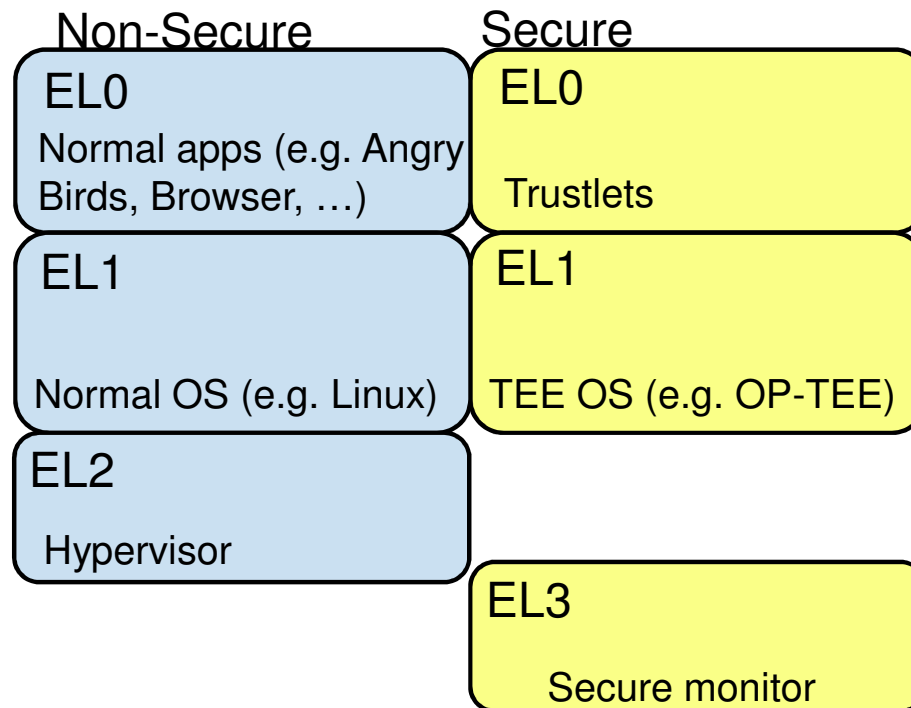 Non-Secure
Secure
EL0
Normal apps (e.g. Angry
Birds, Browser, …)
EL0
Trustlets
EL1
Normal OS (e.g. Linux)
EL1
TEE OS (e.g. OP-TEE)
EL2
Hypervisor
EL3
Secure monitor